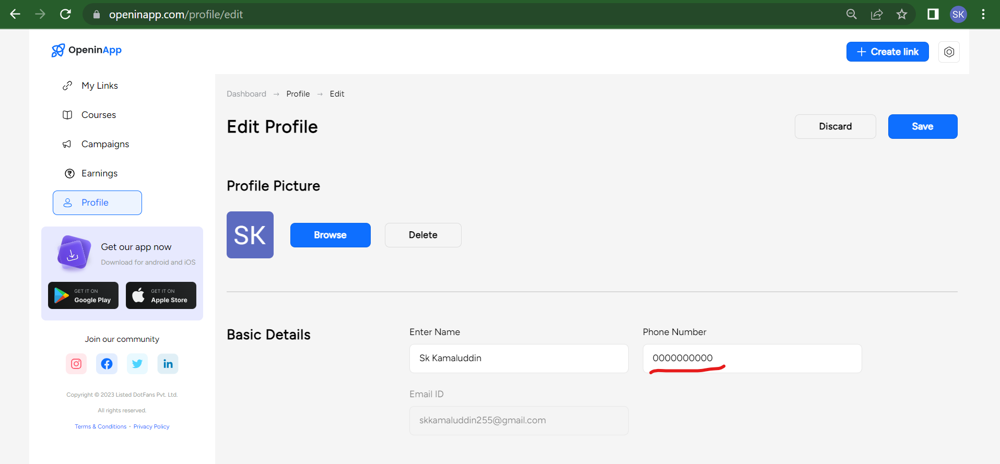 openinapp.com/profile/edit
SK
OpeninApp
Create link
My Links
Courses
Campaigns
Earnings
Profile
Get our app now
Download for android and iOS
GET IT ON
Google Play
GET IT ON
Apple Store
Join our community
in
Copyright © 2023 Listed DotFans Pvt. Ltd.
All rights reserved.
Terms & Conditions • Privacy Policy
Dashboard → Profile → Edit
Edit Profile
Discard
Save
Profile Picture
SK
Browse
Delete
Basic Details
Enter Name
Sk Kamaluddin
Phone Number
0000000000
Email ID
skkamaluddin255@gmail.com